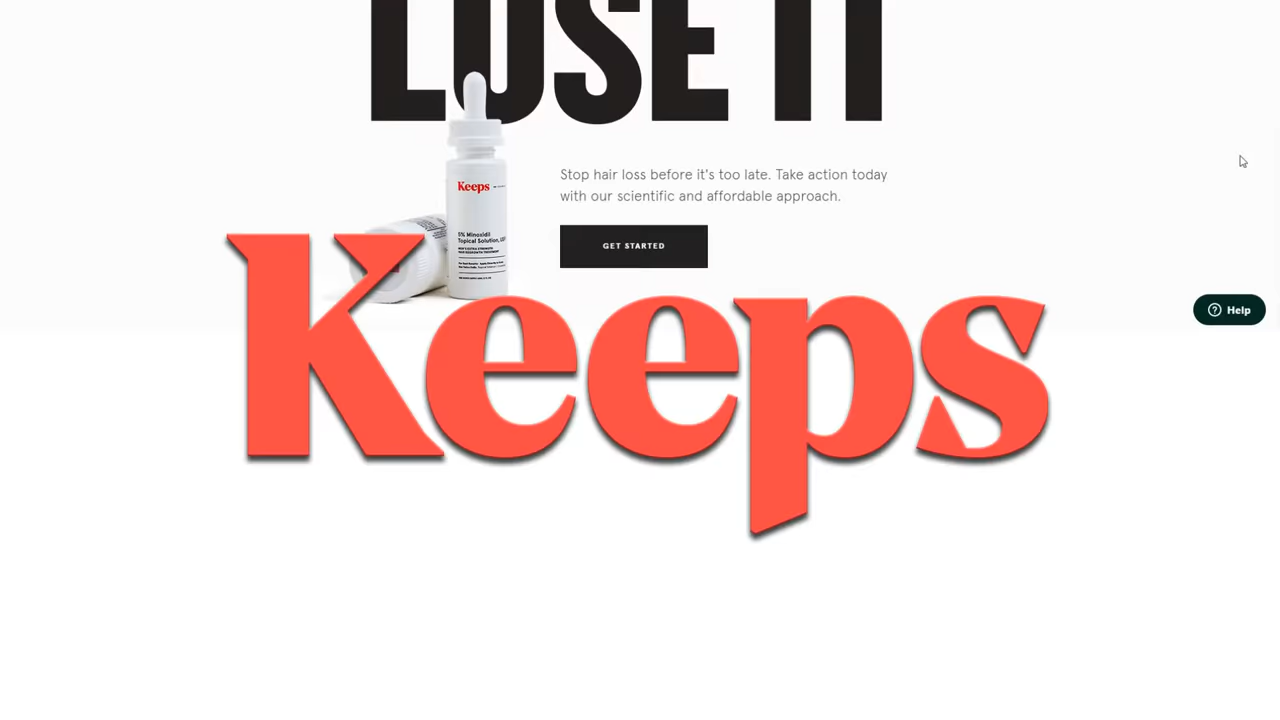 LOSE IT
Keeps
5% Minoxidil
Topical Solution, USP
Stop hair loss before it's too late. Take action today
with our scientific and affordable approach.
GET STARTED
Help
Keeps